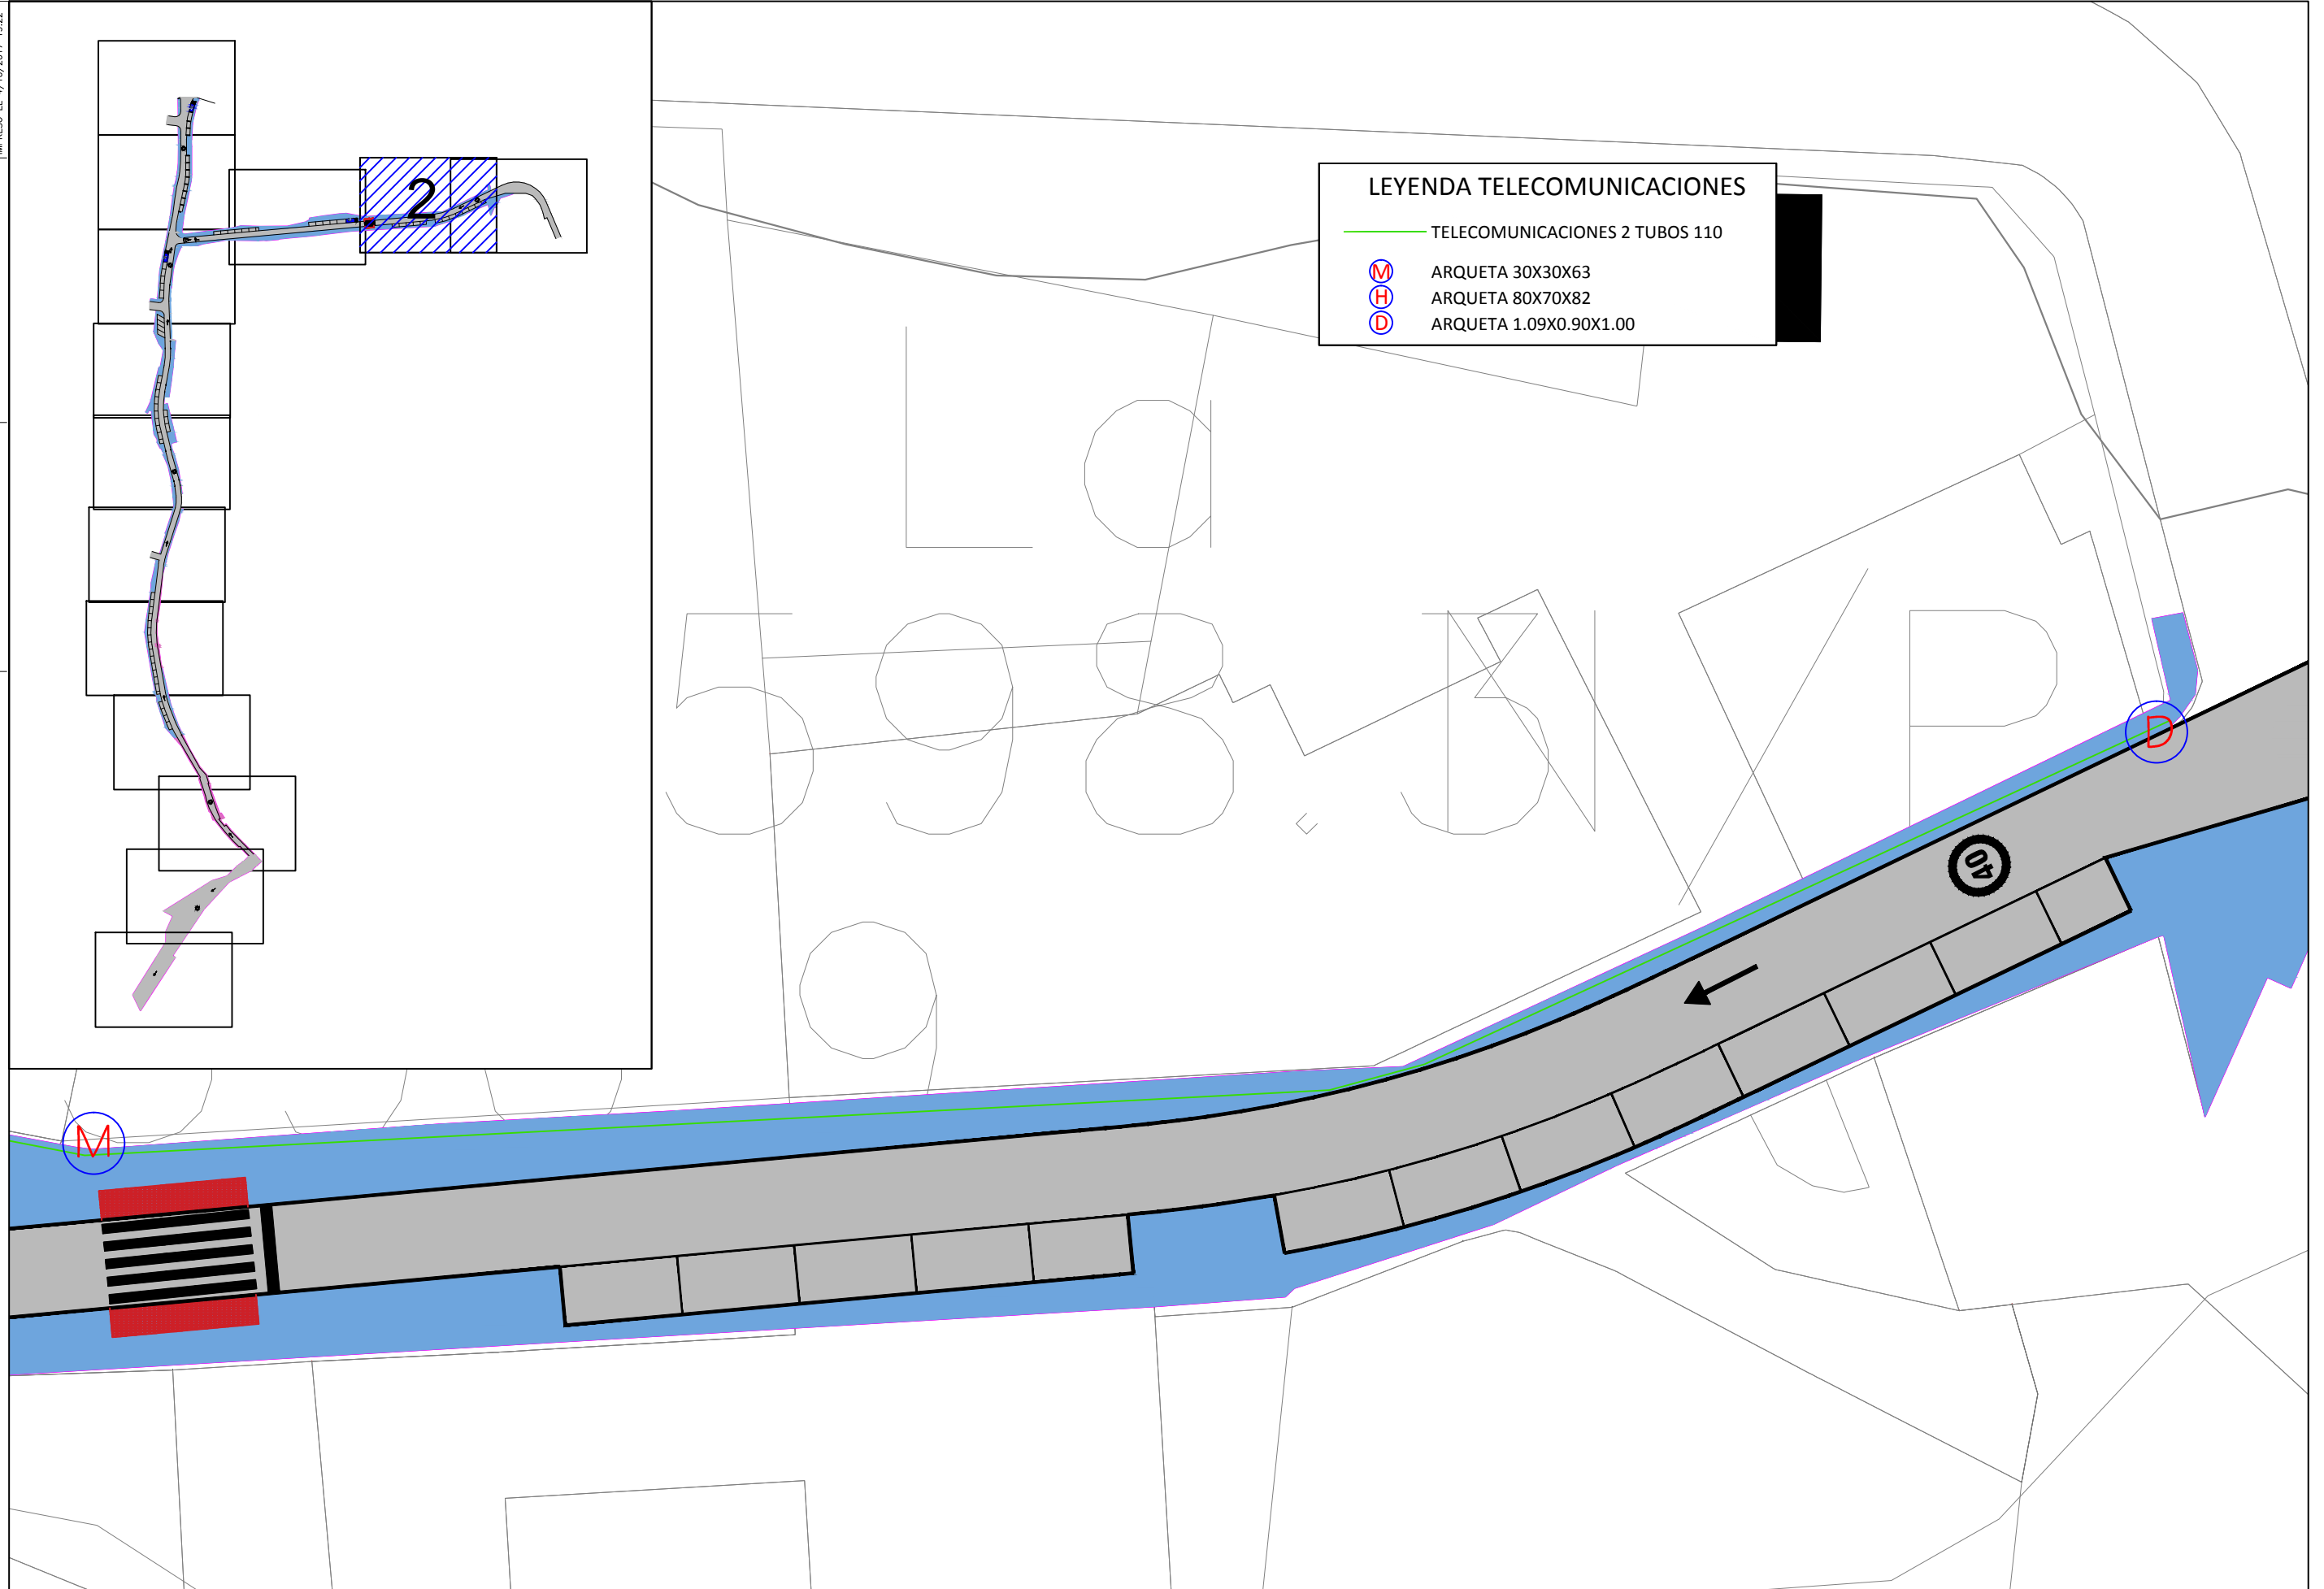 2
LEYENDA TELECOMUNICACIONES
TELECOMUNICACIONES 2 TUBOS 110
M ARQUETA 30X30X63
H ARQUETA 80X70X82
D ARQUETA 1.09X0.90X1.00
D
40
M